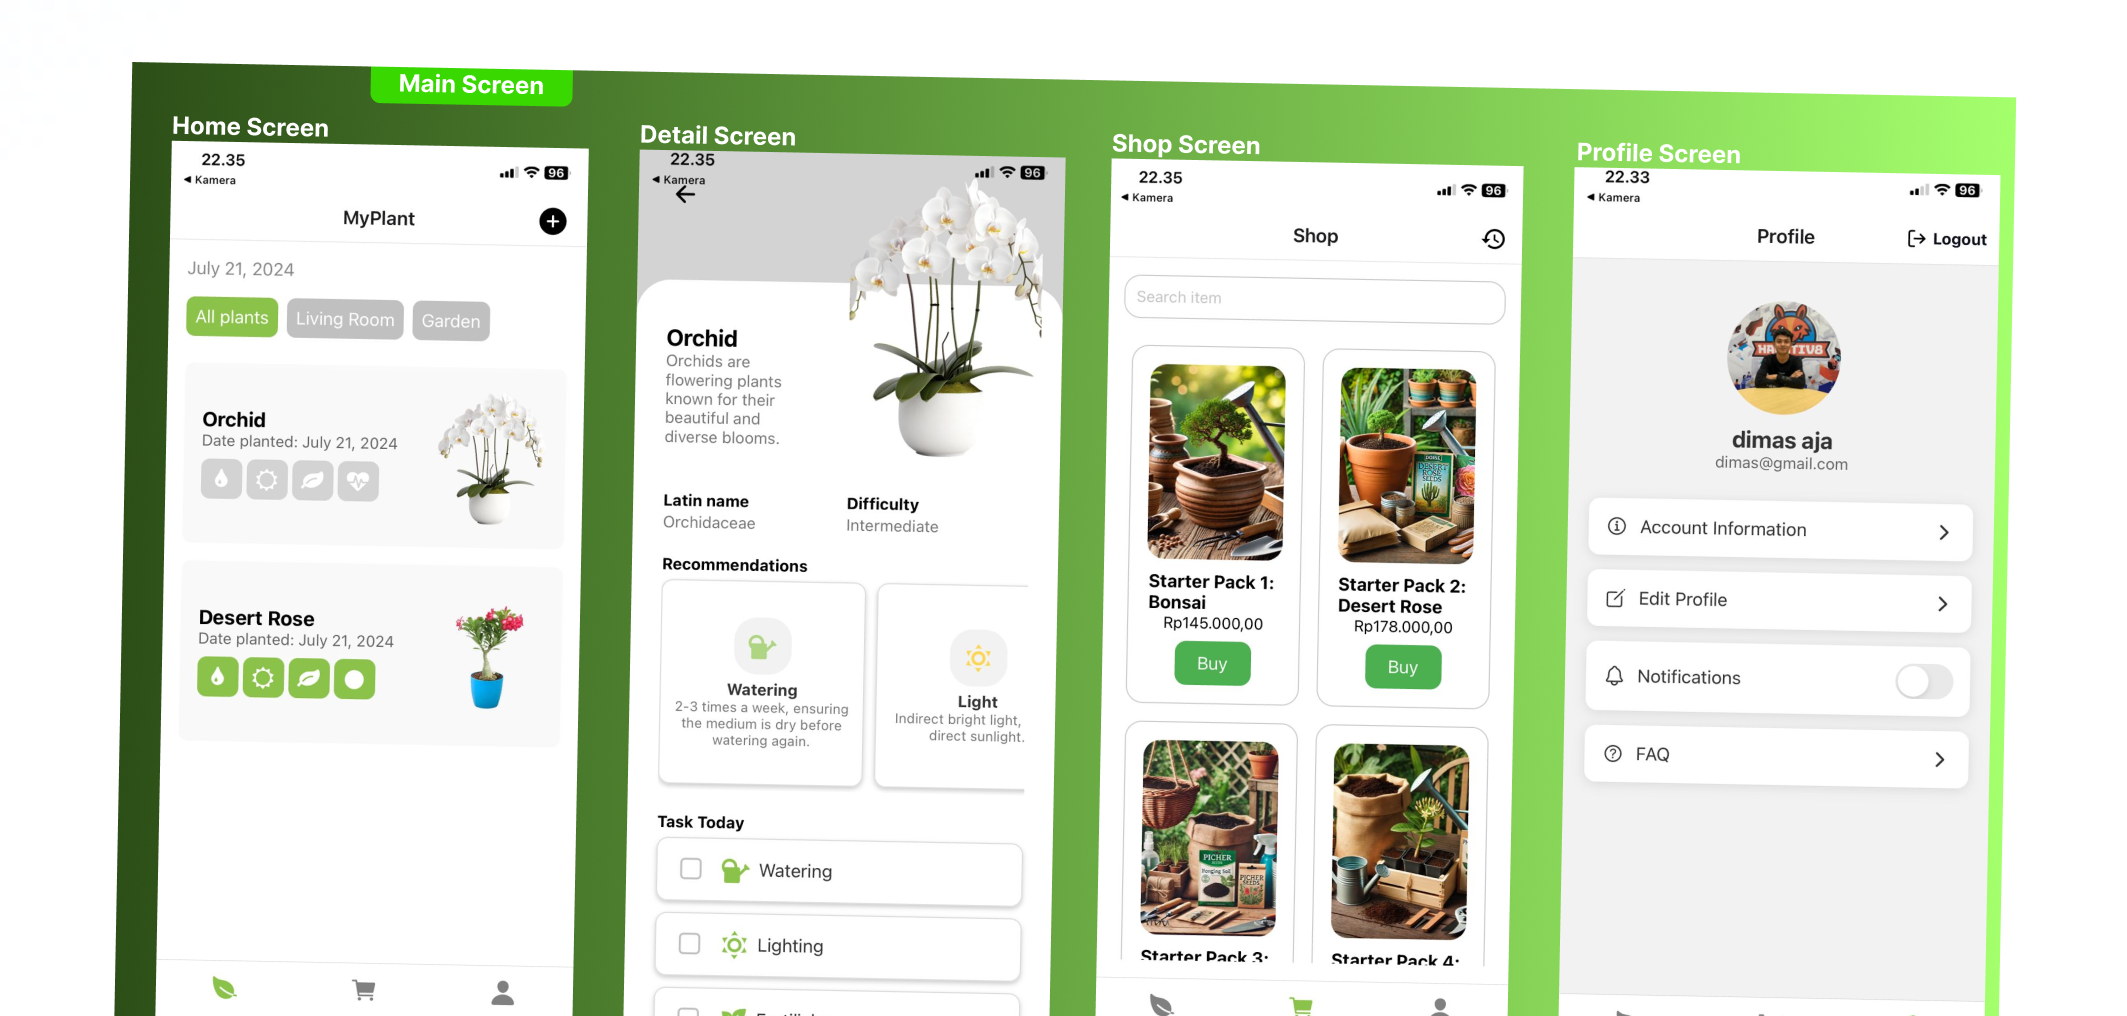 Main Screen
Home Screen
22.35
Kamera
96
MyPlant
July 21, 2024
All plants
Living Room
Garden
Orchid
Date planted: July 21, 2024
Desert Rose
Date planted: July 21, 2024
Detail Screen
22.35
Kamera
96
Orchid
Orchids are
flowering plants
known for their
beautiful and
diverse blooms.
Latin name
Orchidaceae
Difficulty
Intermediate
Recommendations
Watering
2-3 times a week, ensuring
the medium is dry before
watering again.
Light
Indirect bright light,
direct sunlight.
Task Today
Watering
Lighting
Shop Screen
22.35
Kamera
96
Shop
Search item
DESERT
ROSE
SEEDS
Starter Pack 1:
Bonsai
Rp145.000,00
Buy
Starter Pack 2:
Desert Rose
Rp178.000,00
Buy
PICHER
PICHER
SEEDS
Starter Pack 3:
Starter Pack 4:
Profile Screen
22.33
Kamera
96
Profile
Logout
dimas aja
dimas@gmail.com
Account Information
Edit Profile
Notifications
FAQ